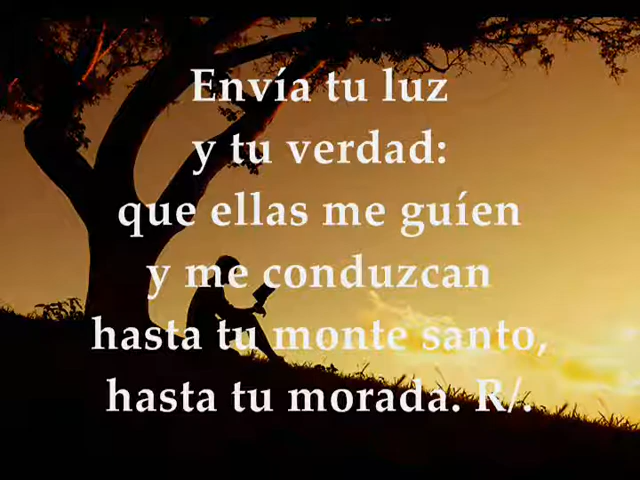 Envía tu luz
y tu verdad:
que ellas me guíen
y me conduzcan
hasta tu monte santo,
hasta tu morada. R/.